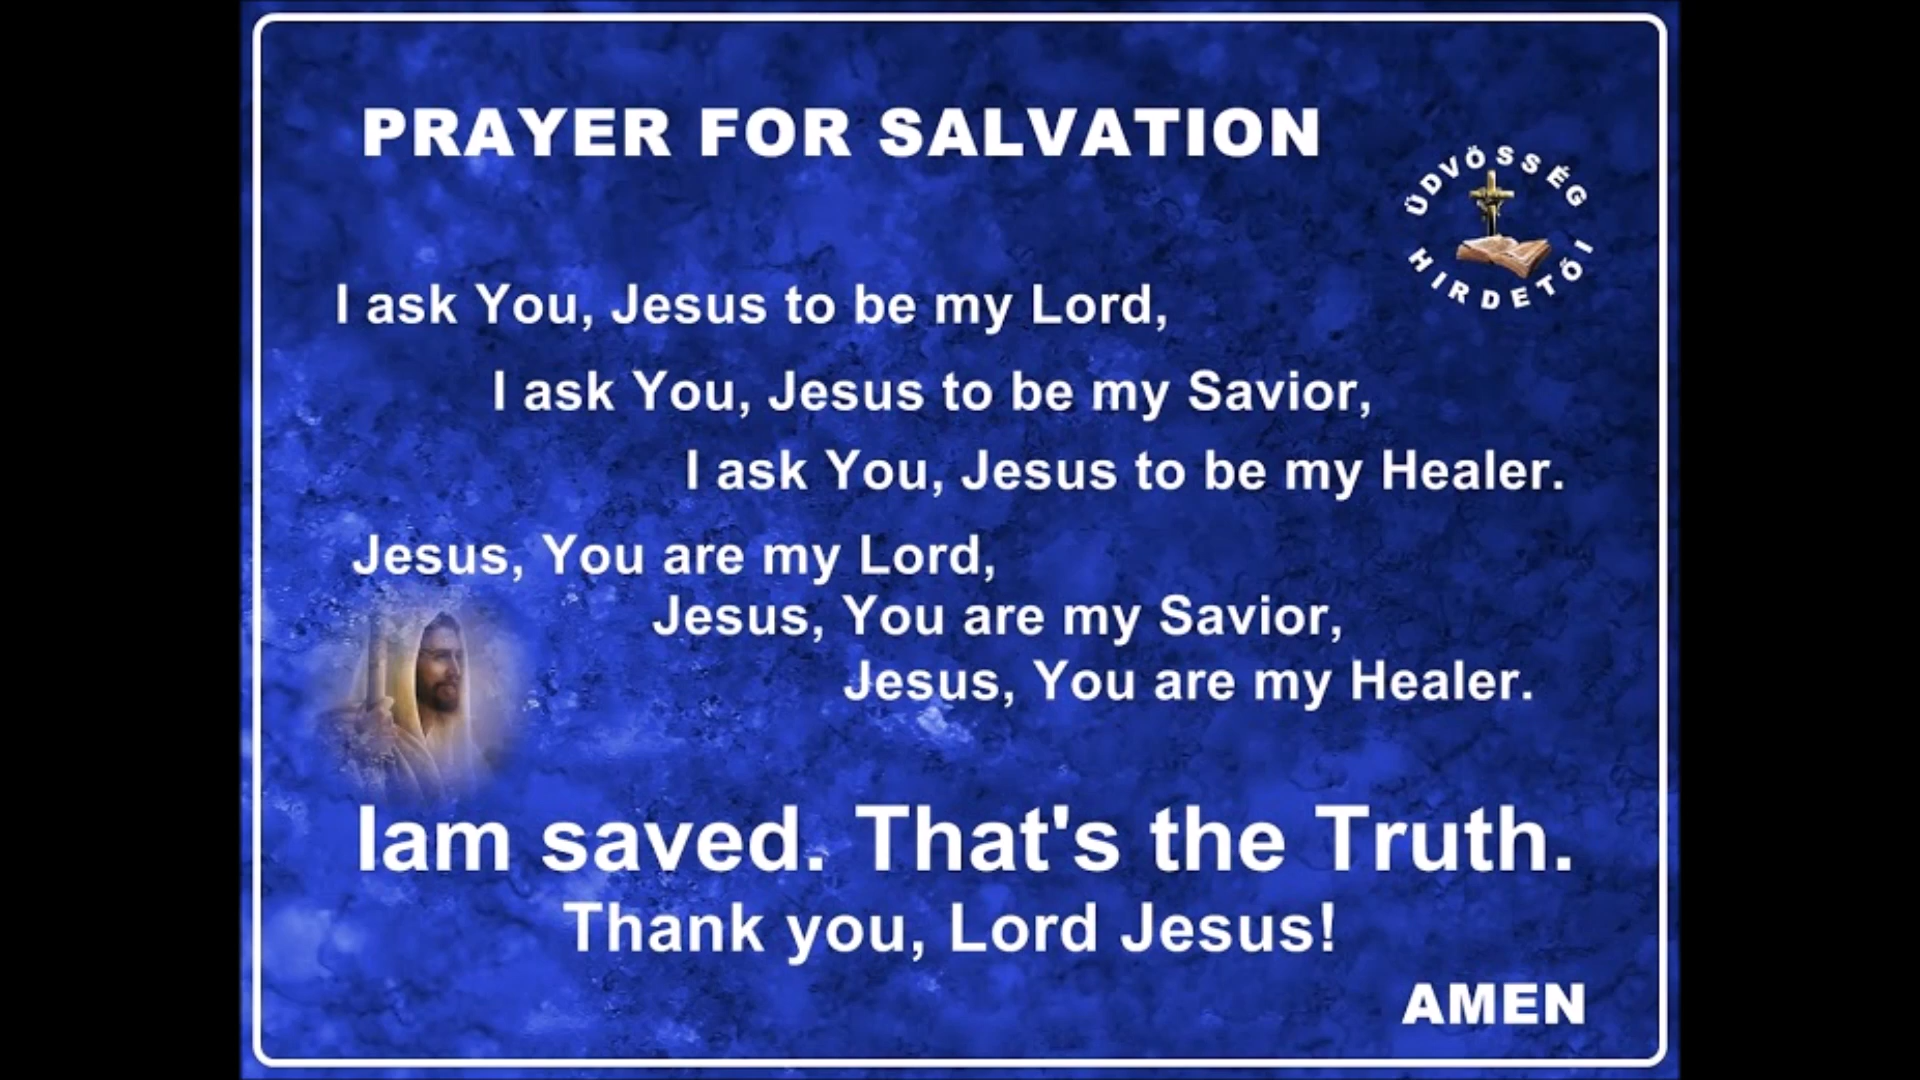 PRAYER FOR SALVATION
ÜDVÖSSÉG
HIRDETŐI
I ask You, Jesus to be my Lord,
I ask You, Jesus to be my Savior,
I ask You, Jesus to be my Healer.
Jesus, You are my Lord,
Jesus, You are my Savior,
Jesus, You are my Healer.
Iam saved. That's the Truth.
Thank you, Lord Jesus!
AMEN